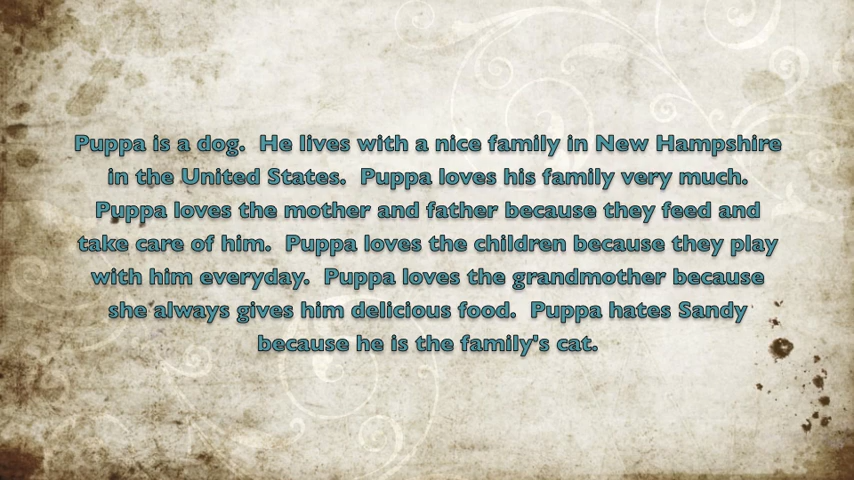 Puppa is a dog.  He lives with a nice family in New Hampshire
in the United States.  Puppa loves his family very much.
Puppa loves the mother and father because they feed and
take care of him.  Puppa loves the children because they play
with him everyday.  Puppa loves the grandmother because
she always gives him delicious food.  Puppa hates Sandy
because he is the family's cat.